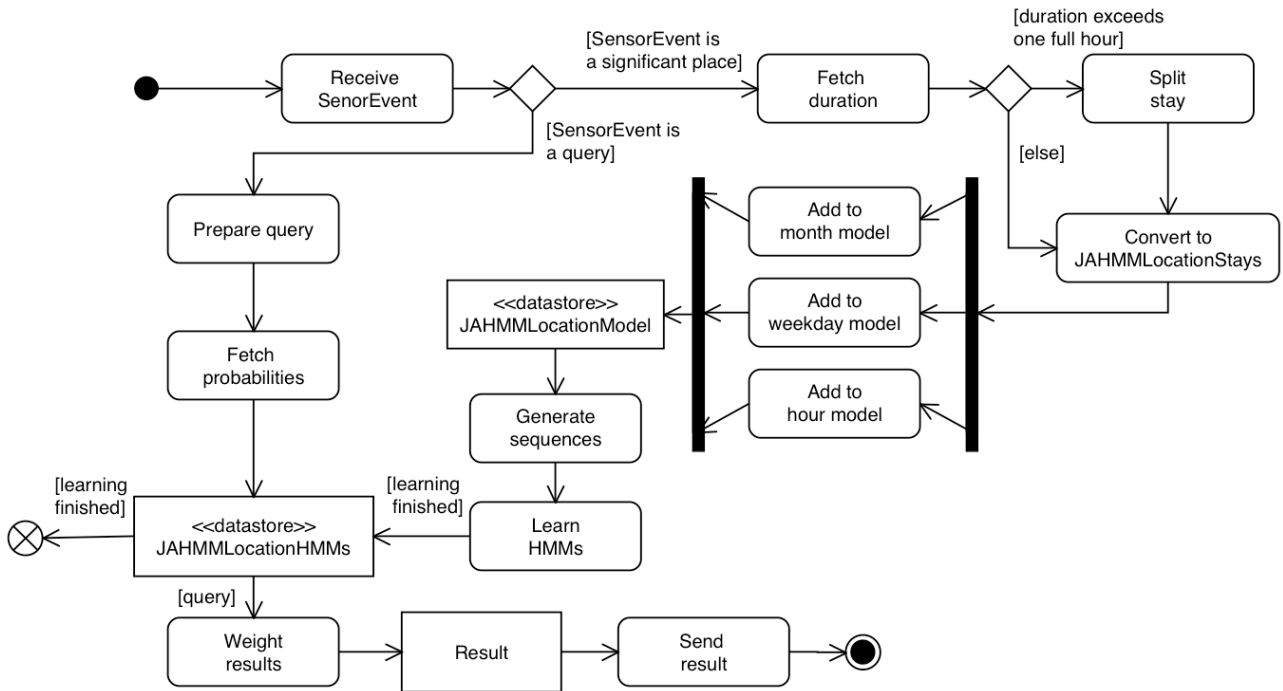 [SensorEvent is
a significant place]
[duration exceeds
one full hour]
Receive
SenorEvent
Fetch
duration
Split
stay
[SensorEvent is
a query]
[else]
Prepare query
Add to
month model
Convert to
JAHMMLocationStays
<<datastore>>
JAHMMLocationModel
Add to
weekday model
Fetch
probabilities
Add to
hour model
Generate
sequences
[learning
finished]
[learning
finished]
<<datastore>>
JAHMMLocationHMMs
Learn
HMMs
[query]
Weight
results
Result
Send
result